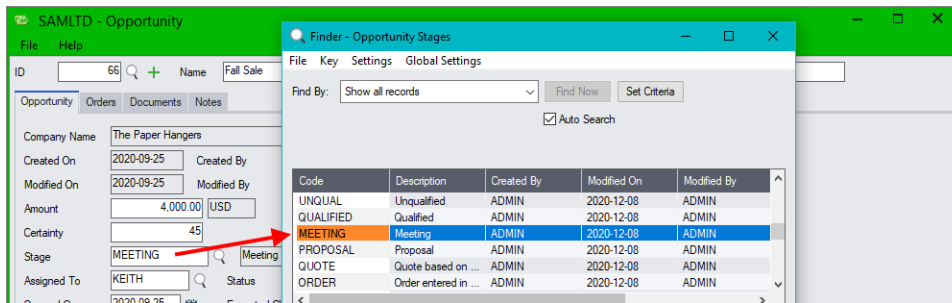 SAMLTD - Opportunity
File Help
ID 66 Name Fall Sale
Opportunity Orders Documents Notes
Company Name The Paper Hangers
Created On 2020-09-25 Created By
Modified On 2020-09-25 Modified By
Amount 4,000.00 USD
Certainty 45
Stage MEETING Meeting
Assigned To KEITH Status
2020-09-25
Finder - Opportunity Stages
File Key Settings Global Settings
Find By: Show all records Find Now Set Criteria
Auto Search
Code Description Created By Modified On Modified By
UNQUAL Unqualified ADMIN 2020-12-08 ADMIN
QUALIFIED Qualified ADMIN 2020-12-08 ADMIN
MEETING Meeting ADMIN 2020-12-08 ADMIN
PROPOSAL Proposal ADMIN 2020-12-08 ADMIN
QUOTE Quote based on ... ADMIN 2020-12-08 ADMIN
ORDER Order entered in ... ADMIN 2020-12-08 ADMIN